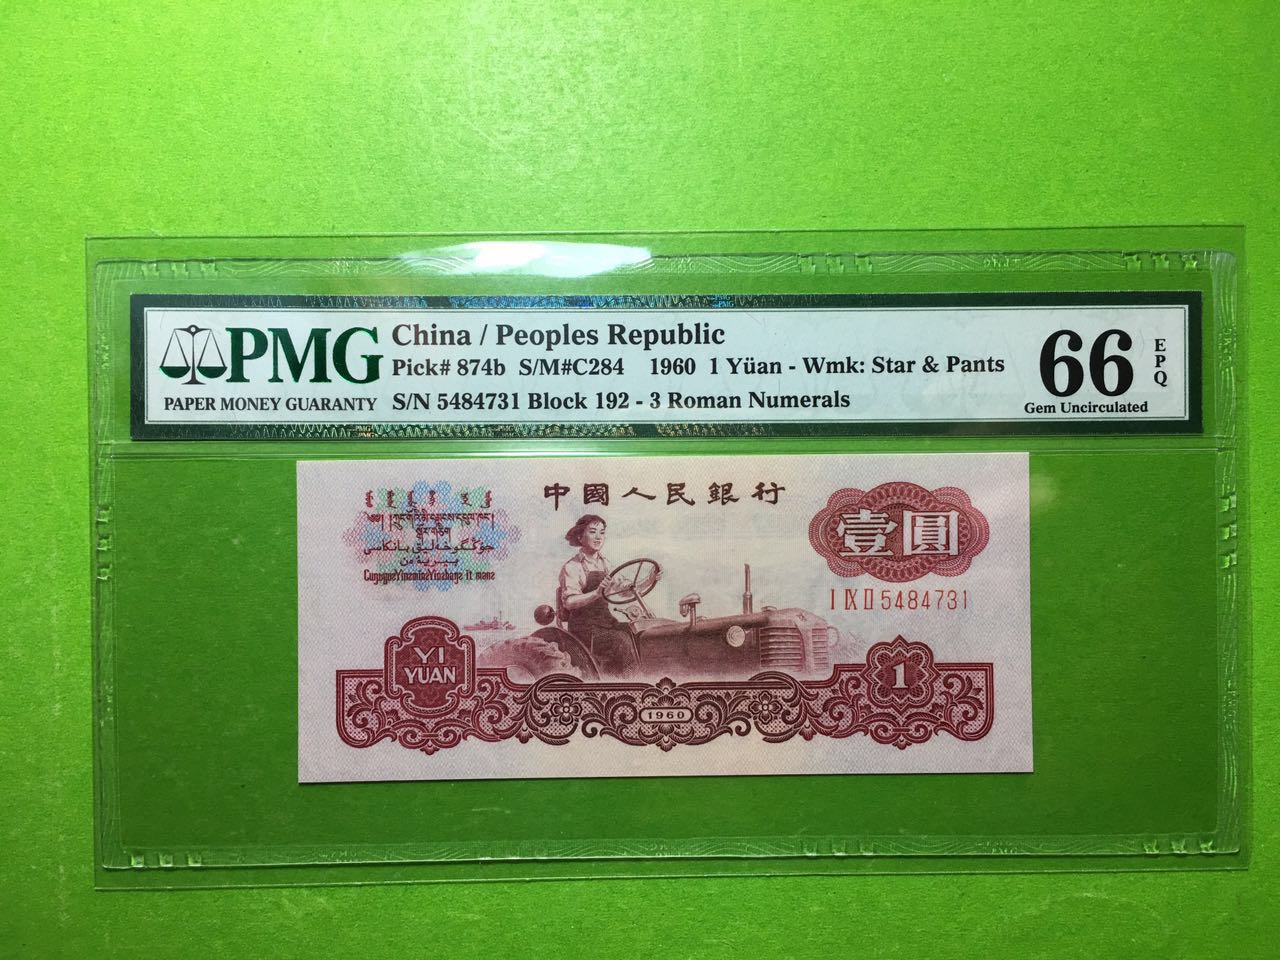 PMG
PAPER MONEY GUARANTY
China / Peoples Republic
Pick# 874b S/M#C284 1960 1 Yüan - Wmk: Star & Pants
S/N 5484731 Block 192 - 3 Roman Numerals
66
EPQ
Gem Uncirculated
中國人民銀行
壹圓
I IX II 5484731
YI
YUAN
1960
1